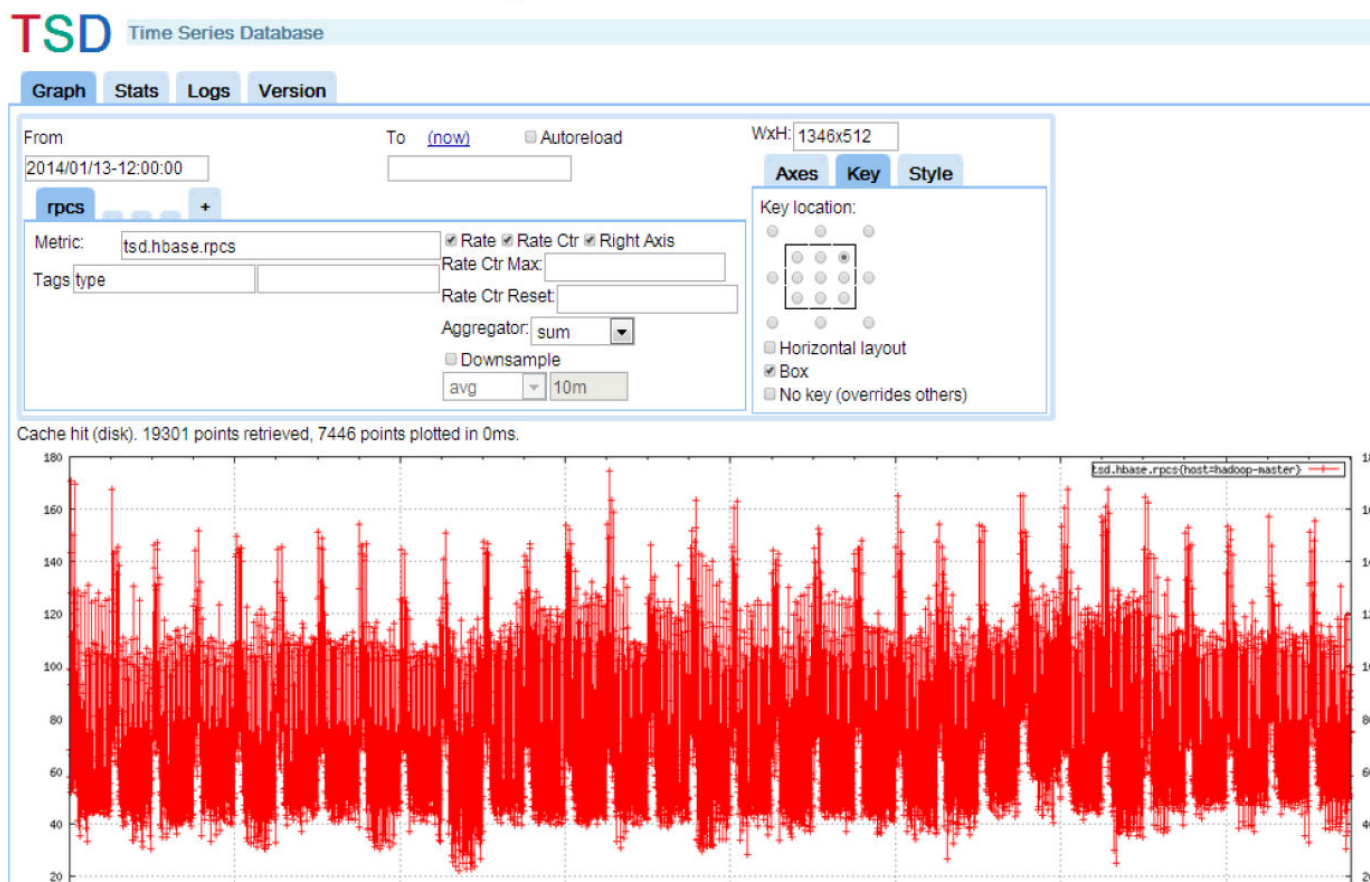 TSD Time Series Database
Graph Stats Logs Version
From To (now) Autoreload WxH: 1346x512
2014/01/13-12:00:00
Axes Key Style
rpcs +
Key location:
Metric: tsd.hbase.rpcs Rate Rate Ctr Right Axis
Rate Ctr Max:
Tags type
Rate Ctr Reset:
Aggregator: sum
Horizontal layout
Downsample
Box
avg 10m
No key (overrides others)
Cache hit (disk). 19301 points retrieved, 7446 points plotted in 0ms.
180
tsd.hbase.rpcs{host=hadoop-master}
160
140
120
100
80
60
40
20